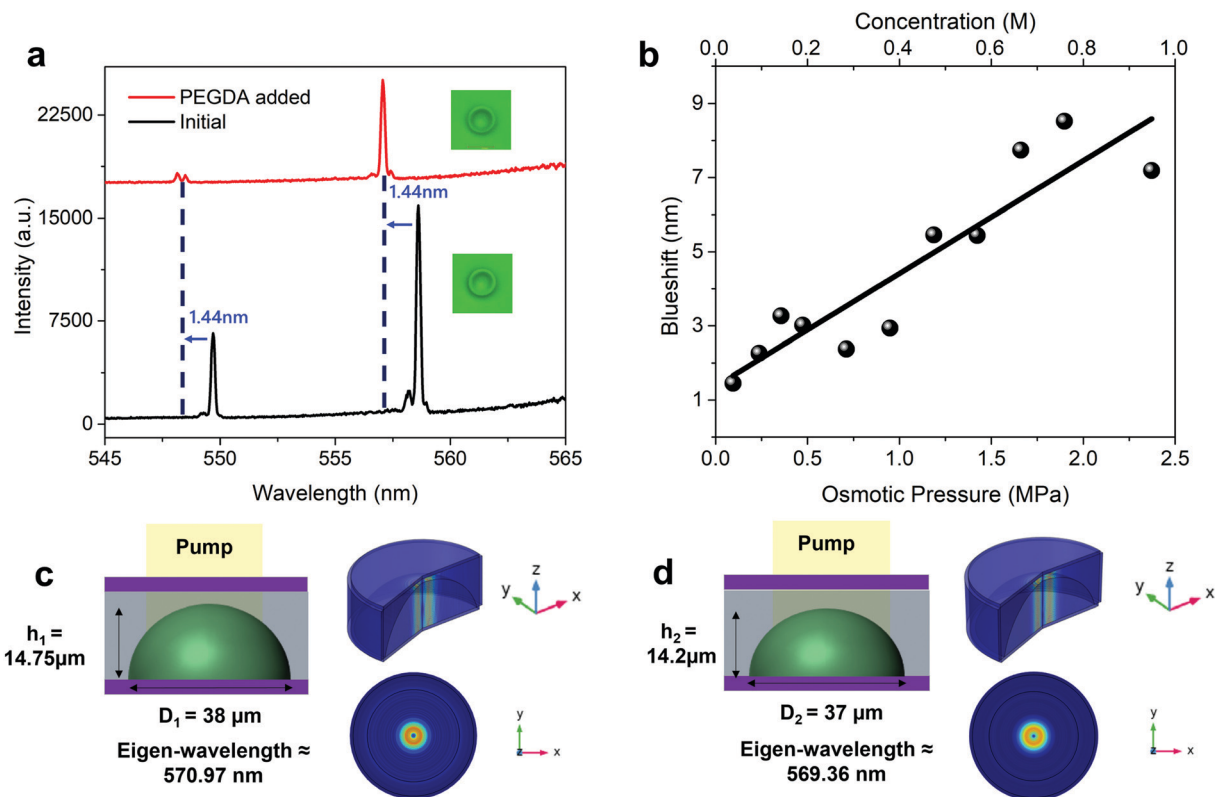 a
PEGDA added
Initial
1.44nm
1.44nm
22500
15000
7500
0
Intensity (a.u.)
545
550
555
560
565
Wavelength (nm)
b
Concentration (M)
0.0
0.2
0.4
0.6
0.8
1.0
9
7
5
3
1
Blueshift (nm)
0.0
0.5
1.0
1.5
2.0
2.5
Osmotic Pressure (MPa)
c
Pump
h1 =
14.75µm
D1 = 38 µm
Eigen-wavelength ≈
570.97 nm
z
y
x
y
z
x
d
Pump
h2 =
14.2µm
D2 = 37 µm
Eigen-wavelength ≈
569.36 nm
z
y
x
y
z
x